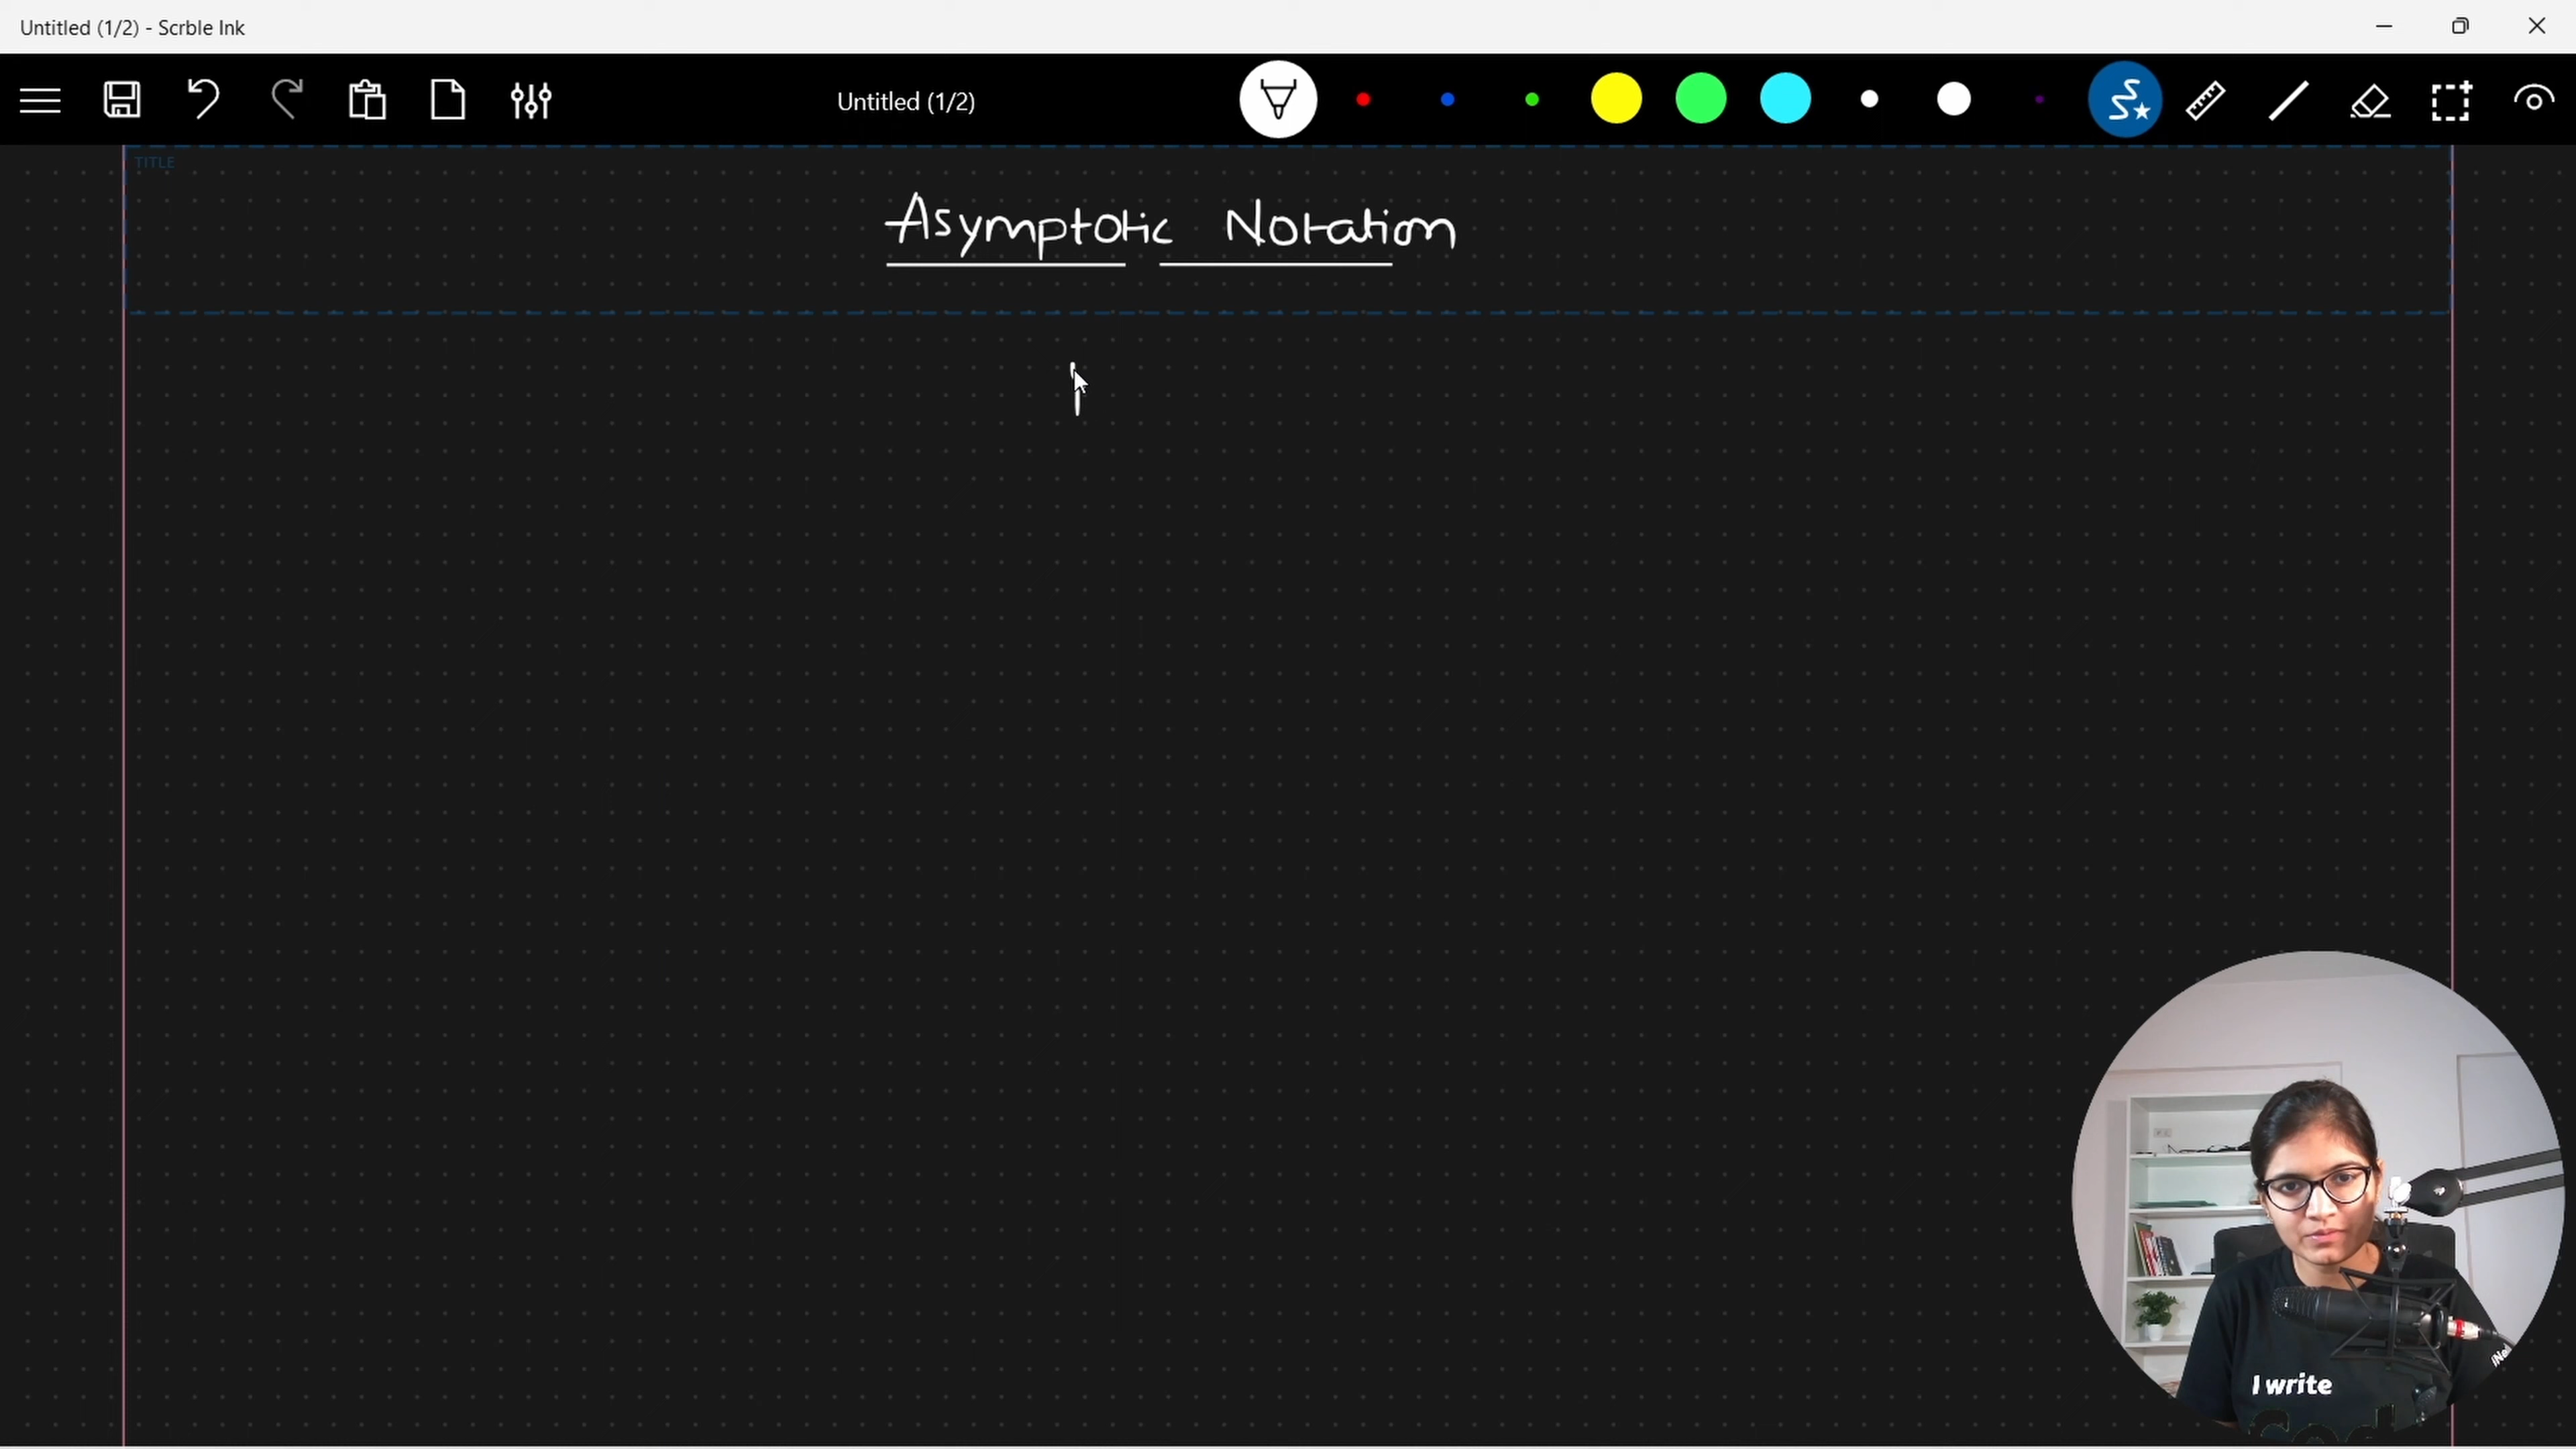 Untitled (1/2) - Scrble Ink
Untitled (1/2)
TITLE
Asymptotic Notation
I write